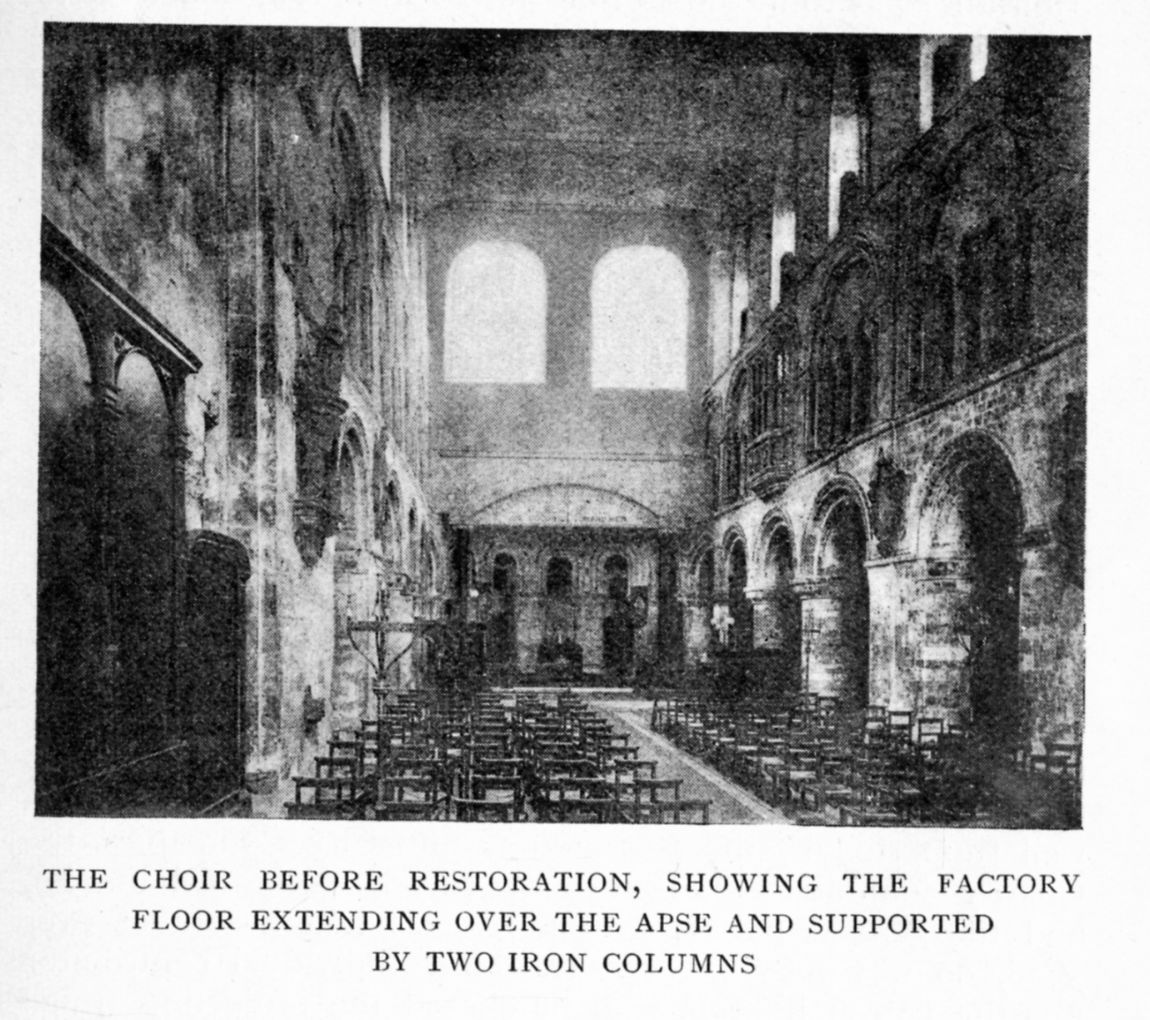 THE CHOIR BEFORE RESTORATION, SHOWING THE FACTORY
FLOOR EXTENDING OVER THE APSE AND SUPPORTED
BY TWO IRON COLUMNS